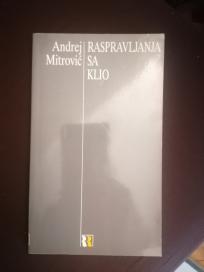 Andrej
Mitrović
RASPRAVLJANJA
SA
KLIO